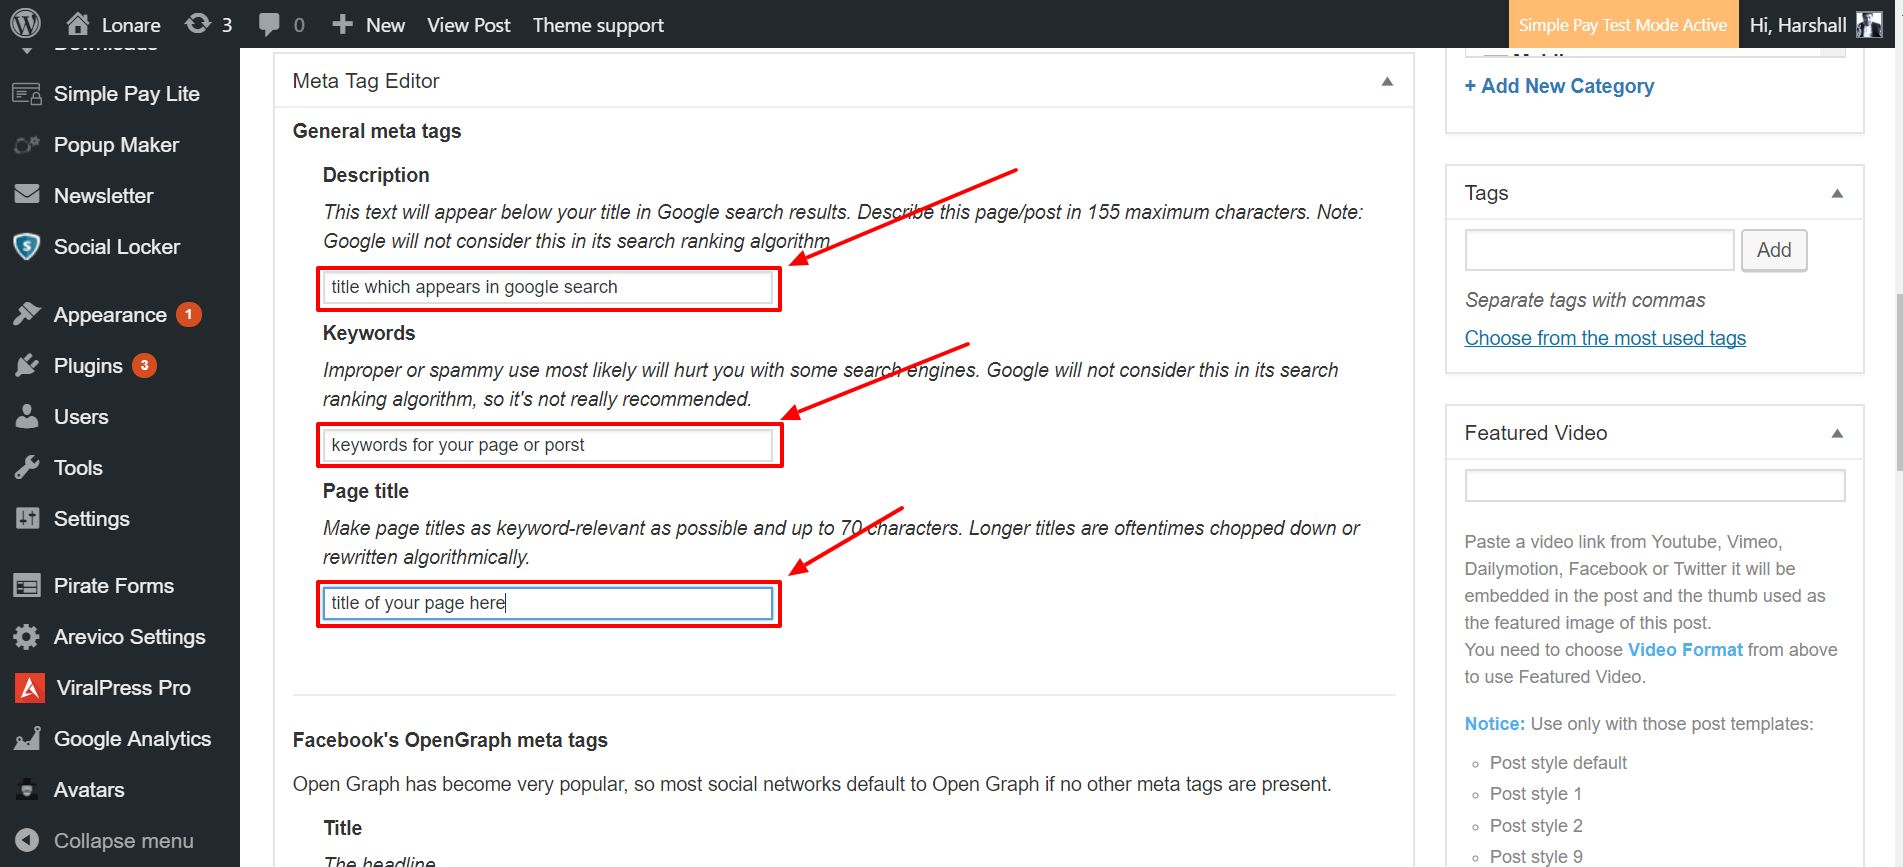 Lonare
3
0
New
View Post
Theme support
Simple Pay Test Mode Active
Hi, Harshall
Downloads
Simple Pay Lite
Popup Maker
Newsletter
Social Locker
Appearance 1
Plugins 3
Users
Tools
Settings
Pirate Forms
Arevico Settings
ViralPress Pro
Google Analytics
Avatars
Collapse menu
Meta Tag Editor
General meta tags
Description
This text will appear below your title in Google search results. Describe this page/post in 155 maximum characters. Note:
Google will not consider this in its search ranking algorithm
title which appears in google search
Keywords
Improper or spammy use most likely will hurt you with some search engines. Google will not consider this in its search
ranking algorithm, so it's not really recommended.
keywords for your page or porst
Page title
Make page titles as keyword-relevant as possible and up to 70 characters. Longer titles are oftentimes chopped down or
rewritten algorithmically.
title of your page here
Facebook's OpenGraph meta tags
Open Graph has become very popular, so most social networks default to Open Graph if no other meta tags are present.
Title
The headline
+ Add New Category
Tags
Add
Separate tags with commas
Choose from the most used tags
Featured Video
Paste a video link from Youtube, Vimeo,
Dailymotion, Facebook or Twitter it will be
embedded in the post and the thumb used as
the featured image of this post.
You need to choose Video Format from above
to use Featured Video.
Notice: Use only with those post templates:
Post style default
Post style 1
Post style 2
Post style 9